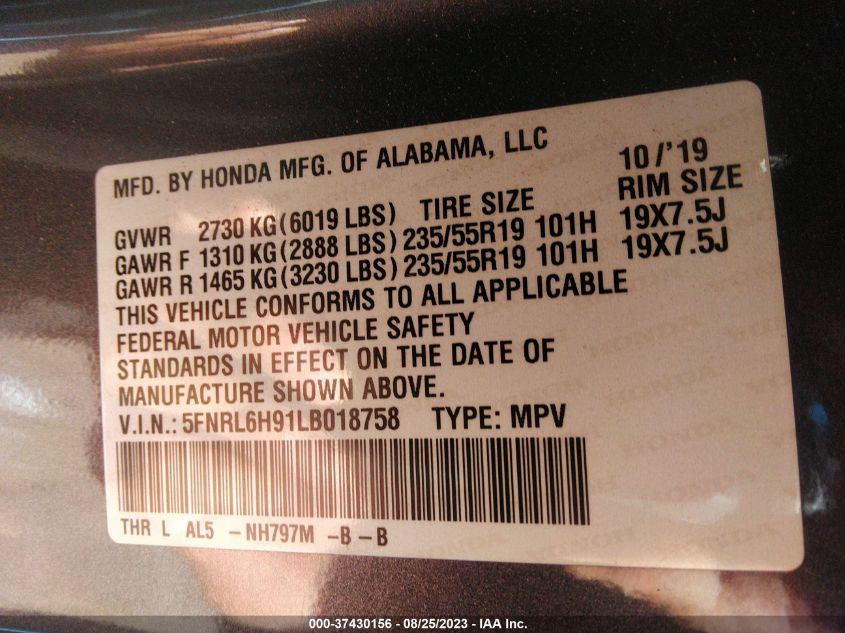 MFD. BY HONDA MFG. OF ALABAMA, LLC 10/'19
TIRE SIZE RIM SIZE
GVWR 2730 KG(6019 LBS)
GAWR F 1310 KG(2888 LBS) 235/55R19 101H 19X7.5J
GAWR R 1465 KG(3230 LBS) 235/55R19 101H 19X7.5J
THIS VEHICLE CONFORMS TO ALL APPLICABLE
FEDERAL MOTOR VEHICLE SAFETY
STANDARDS IN EFFECT ON THE DATE OF
MANUFACTURE SHOWN ABOVE.
V.I.N.: 5FNRL6H91LB018758 TYPE: MPV
THR L AL5 -NH797M -B-B
000-37430156 - 08/25/2023 - IAA Inc.